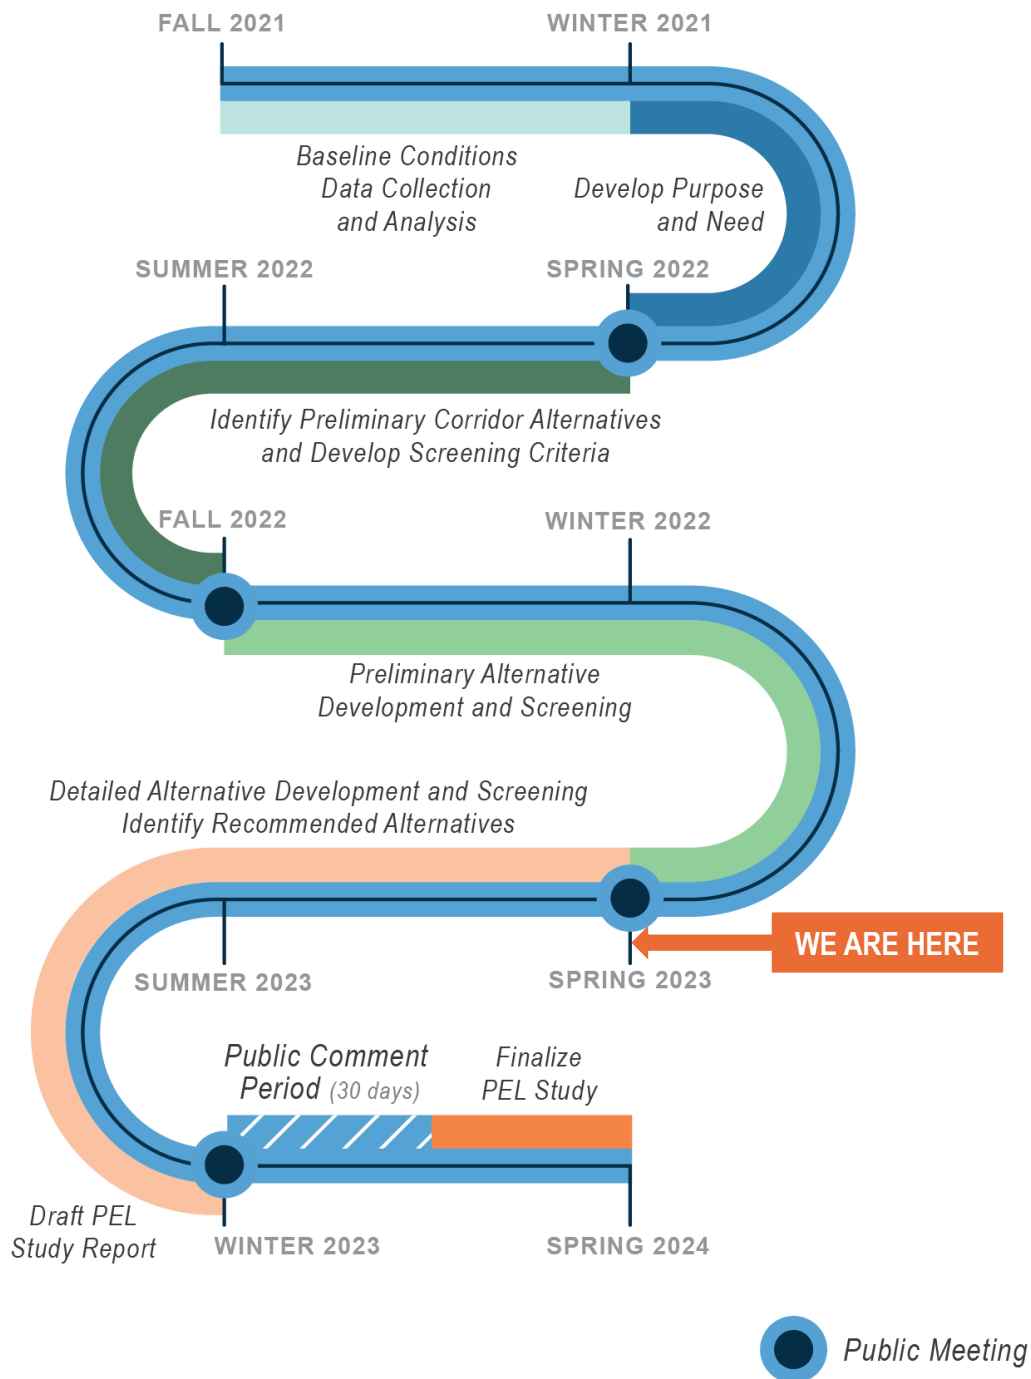 FALL 2021
WINTER 2021
Baseline Conditions
Data Collection
and Analysis
Develop Purpose
and Need
SUMMER 2022
SPRING 2022
Identify Preliminary Corridor Alternatives
and Develop Screening Criteria
FALL 2022
WINTER 2022
Preliminary Alternative
Development and Screening
Detailed Alternative Development and Screening
Identify Recommended Alternatives
WE ARE HERE
SUMMER 2023
SPRING 2023
Public Comment
Period (30 days)
Finalize
PEL Study
Draft PEL
Study Report
WINTER 2023
SPRING 2024
Public Meeting